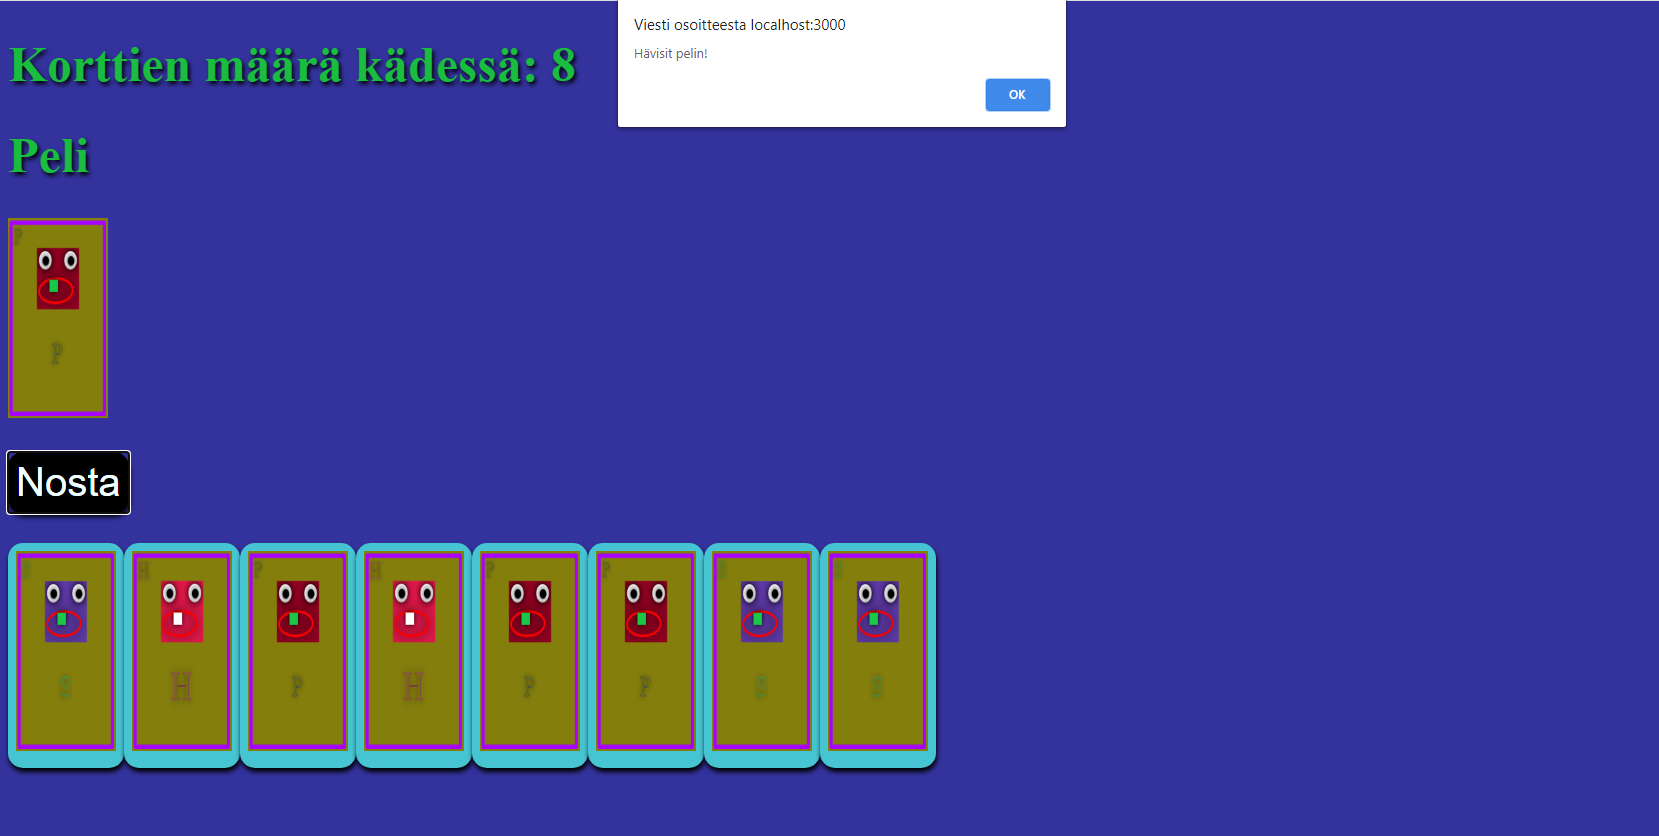 Viesti osoitteesta localhost:3000
Hävisit pelin!
OK
Korttien määrä kädessä: 8
Peli
P
P
Nosta
H
P
H
P
P
H
P
H
P
P